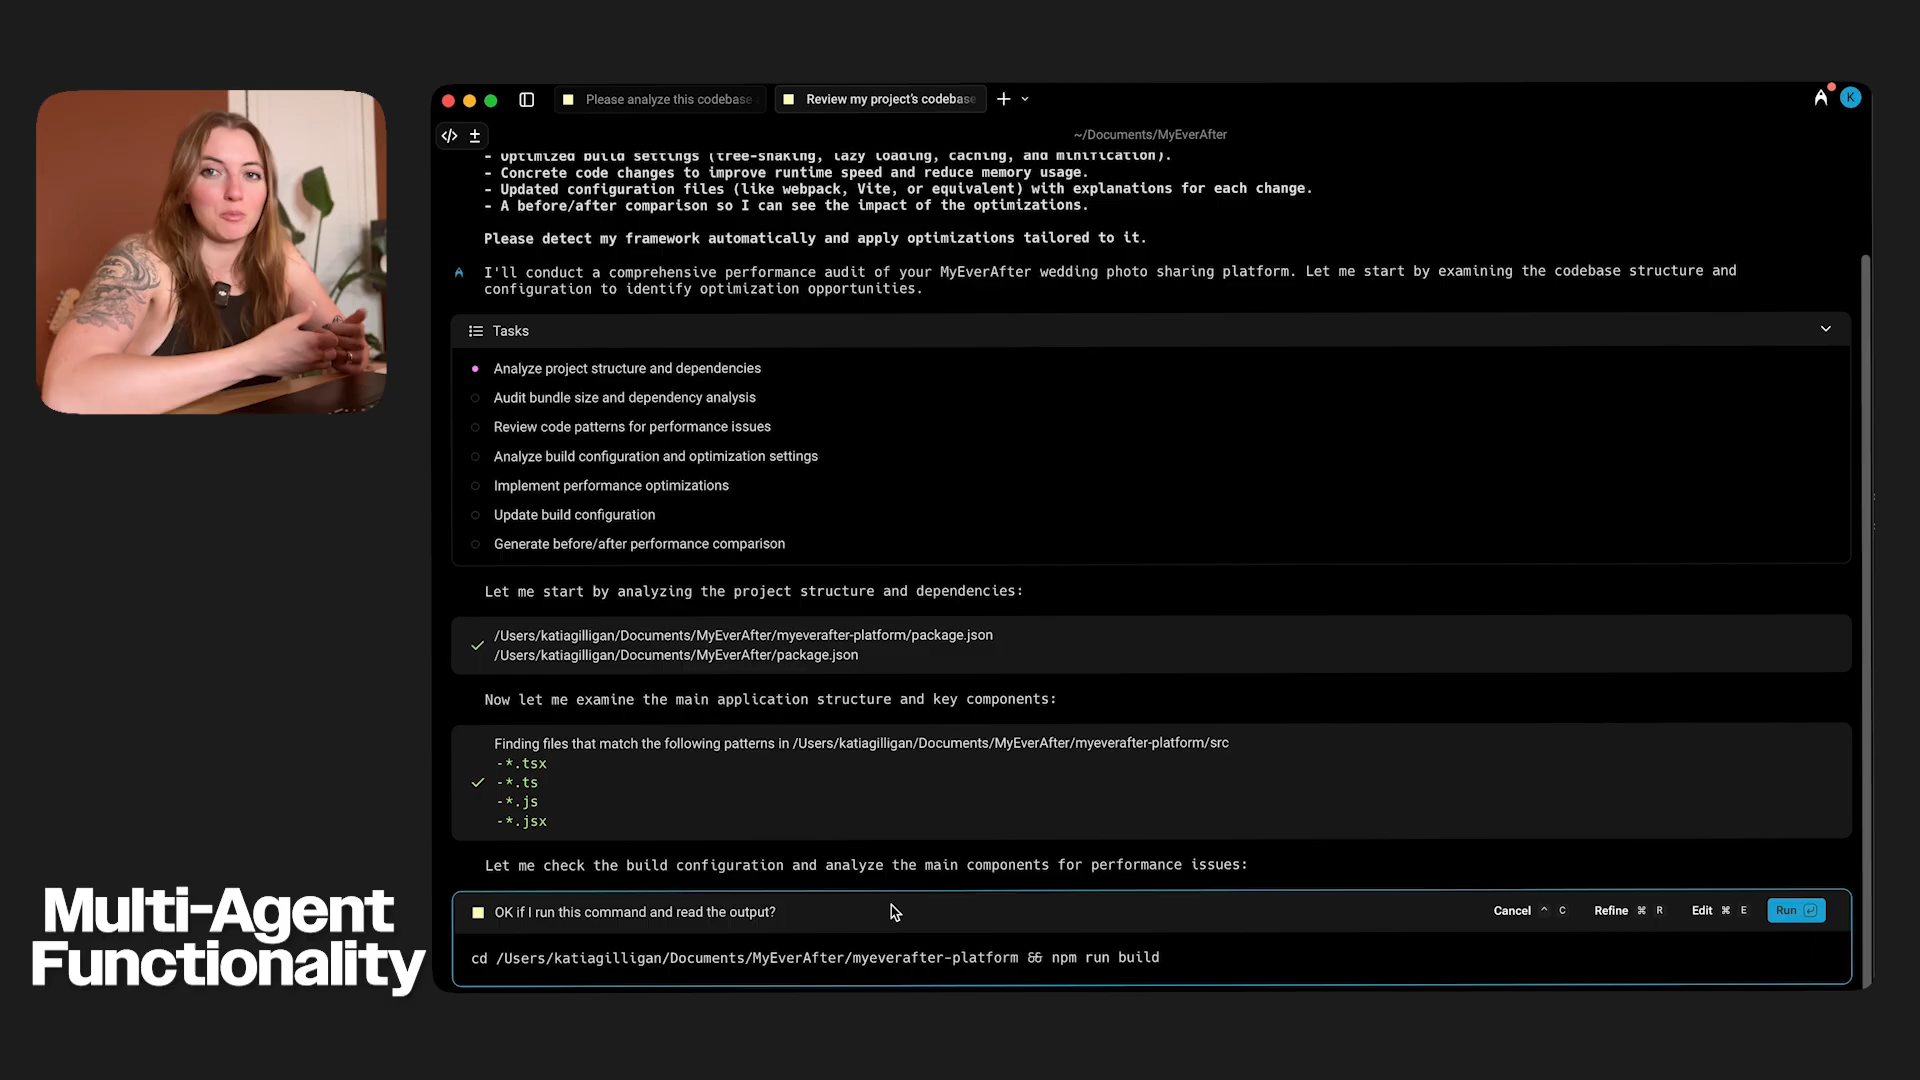 Please analyze this codebase
Review my project's codebase
K
~/Documents/MyEverAfter
- Optimized build settings (tree-shaking, lazy loading, caching, and minification).
- Concrete code changes to improve runtime speed and reduce memory usage.
- Updated configuration files (like webpack, Vite, or equivalent) with explanations for each change.
- A before/after comparison so I can see the impact of the optimizations.
Please detect my framework automatically and apply optimizations tailored to it.
I'll conduct a comprehensive performance audit of your MyEverAfter wedding photo sharing platform. Let me start by examining the codebase structure and
configuration to identify optimization opportunities.
Tasks
Analyze project structure and dependencies
Audit bundle size and dependency analysis
Review code patterns for performance issues
Analyze build configuration and optimization settings
Implement performance optimizations
Update build configuration
Generate before/after performance comparison
Let me start by analyzing the project structure and dependencies:
/Users/katiagilligan/Documents/MyEverAfter/myeverafter-platform/package.json
/Users/katiagilligan/Documents/MyEverAfter/package.json
Now let me examine the main application structure and key components:
Finding files that match the following patterns in /Users/katiagilligan/Documents/MyEverAfter/myeverafter-platform/src
-*.tsx
-*.ts
-*.js
-*.jsx
Let me check the build configuration and analyze the main components for performance issues:
OK if I run this command and read the output?
Cancel ^ C Refine ⌘ R Edit ⌘ E Run
cd /Users/katiagilligan/Documents/MyEverAfter/myeverafter-platform && npm run build
Multi-Agent
Functionality